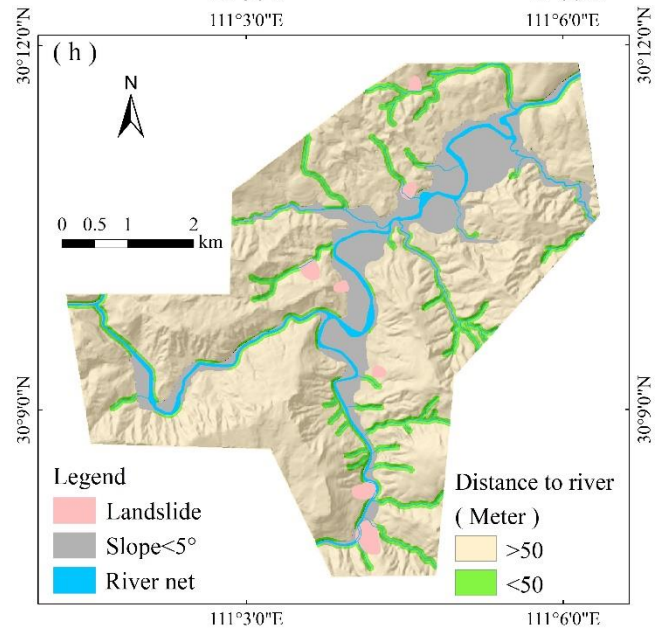 111°3'0"E
111°6'0"E
30°12'0"N
30°12'0"N
( h )
N
0 0.5 1 2
km
30°9'0"N
30°9'0"N
Legend
Landslide
Slope<5°
River net
Distance to river
( Meter )
>50
<50
111°3'0"E
111°6'0"E